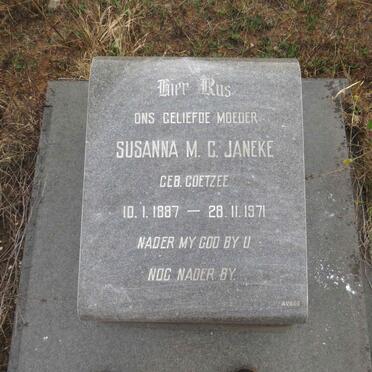 Hier Rus
ONS GELIEFDE MOEDER
SUSANNA M. C. JANEKE
GEB. COETZEE
10. 1. 1887 — 28. 11. 1971
NADER MY GOD BY U
NOG NADER BY.